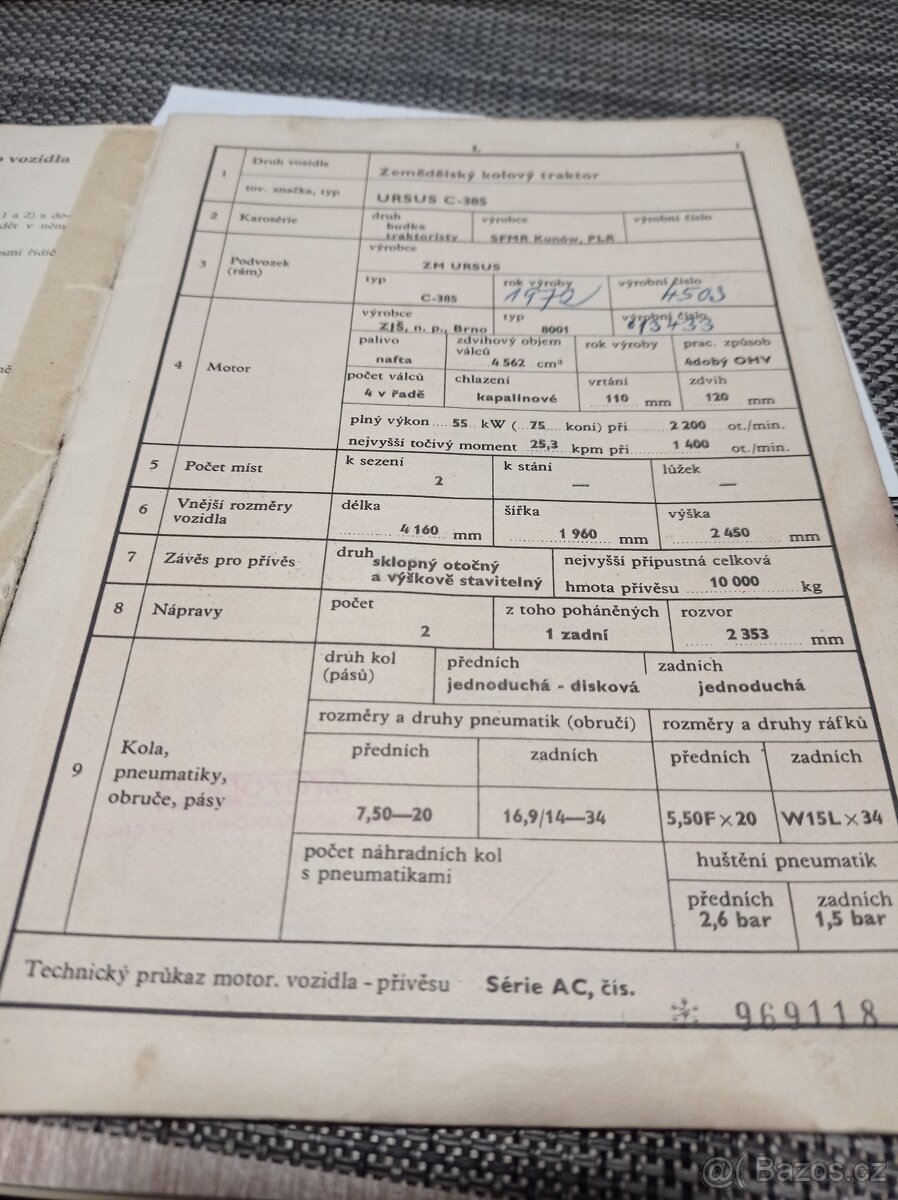 o vozidla
1 a 2) a do-
dět v něm
esmí řidič
ně
1.
1
1 Druh vozidla Zemědělský kolový traktor
tov. značka, typ URSUS C-385
2 Karosérie druh budka traktoristy výrobce SFMR Kunów, PLR výrobní číslo
3 Podvozek (rám) výrobce ZM URSUS
typ C-385 rok výroby 1972 výrobní číslo 4503
4 Motor výrobce ZJŠ, n. p., Brno typ 8001 výrobní číslo
palivo nafta zdvihový objem válců 4 562 cm³ rok výroby prac. způsob 4dobý OHV
počet válců 4 v řadě chlazení kapalinové vrtání 110 mm zdvih 120 mm
plný výkon 55 kW ( 75 koní) při 2 200 ot./min.
nejvyšší točivý moment 25,3 kpm při 1 400 ot./min.
5 Počet míst k sezení 2 k stání — lůžek —
6 Vnější rozměry vozidla délka 4 160 mm šířka 1 960 mm výška 2 450 mm
7 Závěs pro přívěs druh sklopný otočný a výškově stavitelný nejvyšší přípustná celková hmota přívěsu 10 000 kg
8 Nápravy počet 2 z toho poháněných 1 zadní rozvor 2 353 mm
9 Kola, pneumatiky, obruče, pásy druh kol (pásů) předních jednoduchá - disková zadních jednoduchá
rozměry a druhy pneumatik (obručí) rozměry a druhy ráfků
předních zadních předních zadních
7,50—20 16,9/14—34 5,50F×20 W15L×34
počet náhradních kol s pneumatikami huštění pneumatik
předních 2,6 bar zadních 1,5 bar
Technický průkaz motor. vozidla - přívěsu Série AC, čís.
969118
@( Bazos.cz